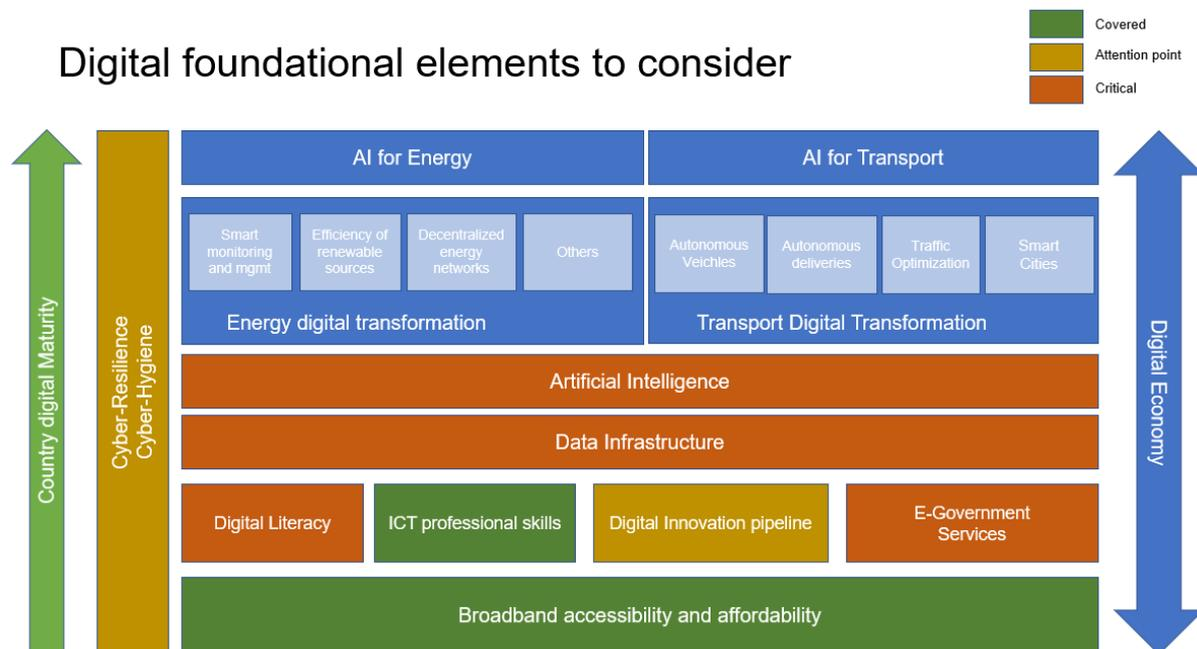 Digital foundational elements to consider
Covered
Attention point
Critical
Country digital Maturity
Cyber-Resilience
Cyber-Hygiene
AI for Energy
AI for Transport
Smart
monitoring
and mgmt
Efficiency of
renewable
sources
Decentralized
energy
networks
Others
Autonomous
Veichles
Autonomous
deliveries
Traffic
Optimization
Smart
Cities
Energy digital transformation
Transport Digital Transformation
Artificial Intelligence
Data Infrastructure
Digital Literacy
ICT professional skills
Digital Innovation pipeline
E-Government
Services
Broadband accessibility and affordability
Digital Economy